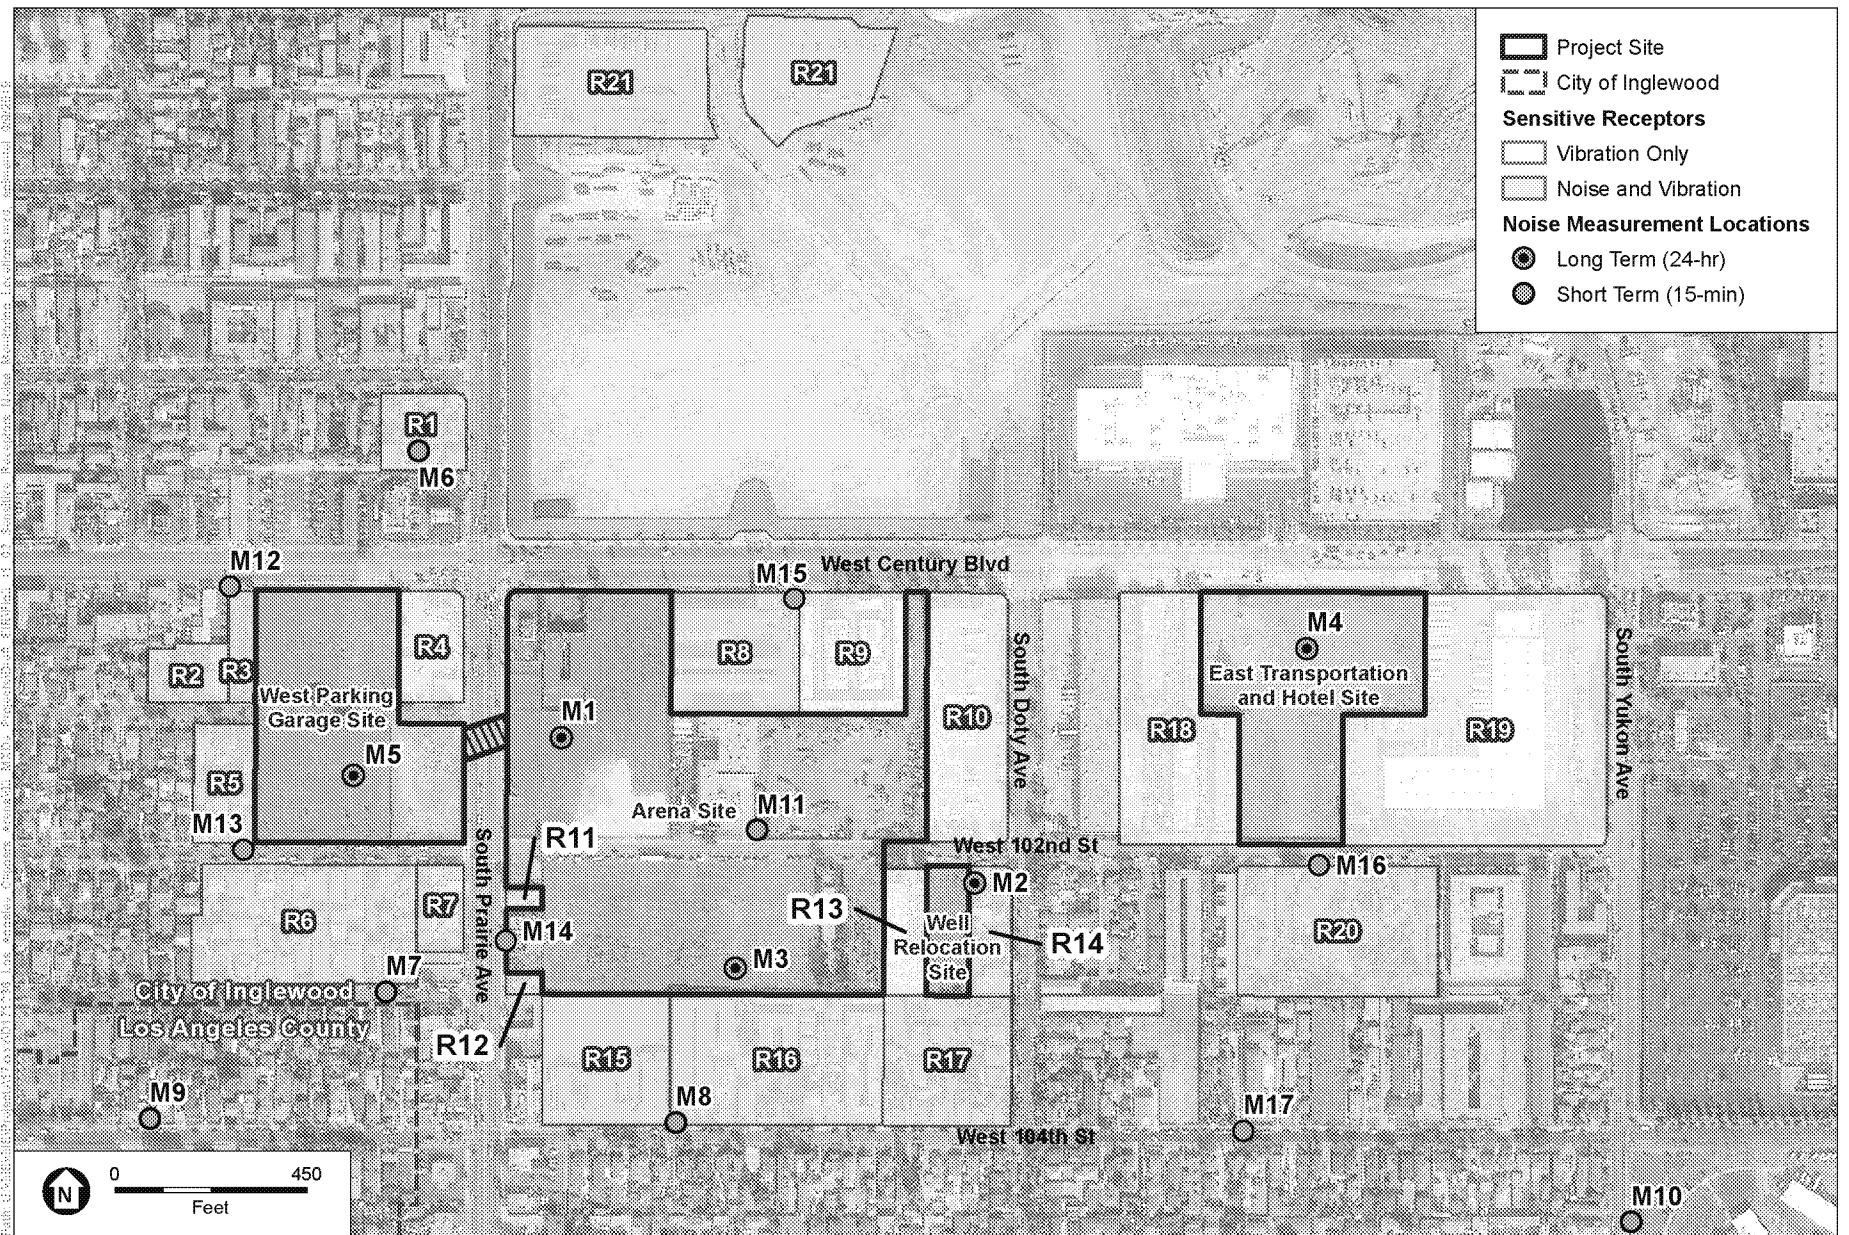 R21
R21
Project Site
City of Inglewood
Sensitive Receptors
Vibration Only
Noise and Vibration
Noise Measurement Locations
Long Term (24-hr)
Short Term (15-min)
R1
M6
M12
West Century Blvd
M15
R4
R2
R3
West Parking
Garage Site
M5
R5
M13
M1
R8
R9
R10
South Doty Ave
M4
East Transportation
and Hotel Site
R18
R19
South Yukon Ave
Arena Site
M11
R11
South Prairie Ave
West 102nd St
M16
M2
R13
Well
Relocation
Site
R14
R20
R6
R7
M14
M3
M7
City of Inglewood
Los Angeles County
R12
R15
R16
R17
M9
M8
M17
West 104th St
M10
N
0
450
Feet